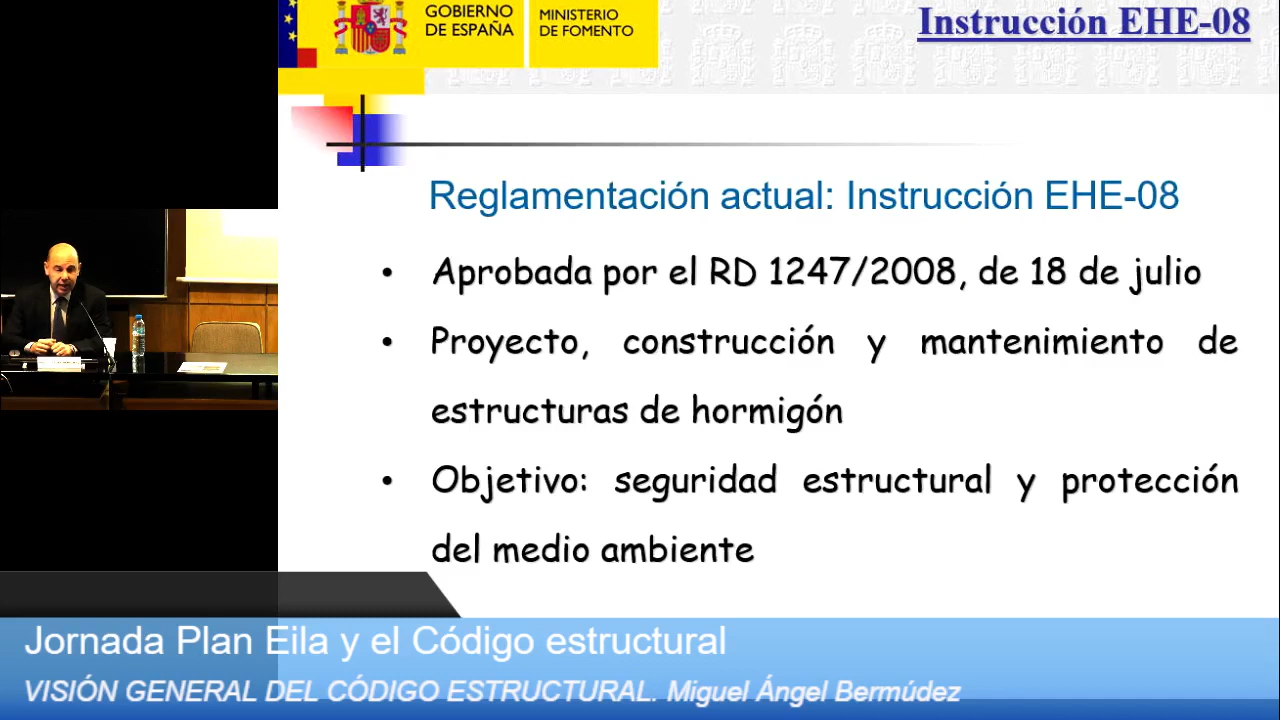 GOBIERNO
DE ESPAÑA
MINISTERIO
DE FOMENTO
Instrucción EHE-08
Reglamentación actual: Instrucción EHE-08
• Aprobada por el RD 1247/2008, de 18 de julio
• Proyecto, construcción y mantenimiento de
estructuras de hormigón
• Objetivo: seguridad estructural y protección
del medio ambiente
Jornada Plan Eila y el Código estructural
VISIÓN GENERAL DEL CÓDIGO ESTRUCTURAL. Miguel Ángel Bermúdez